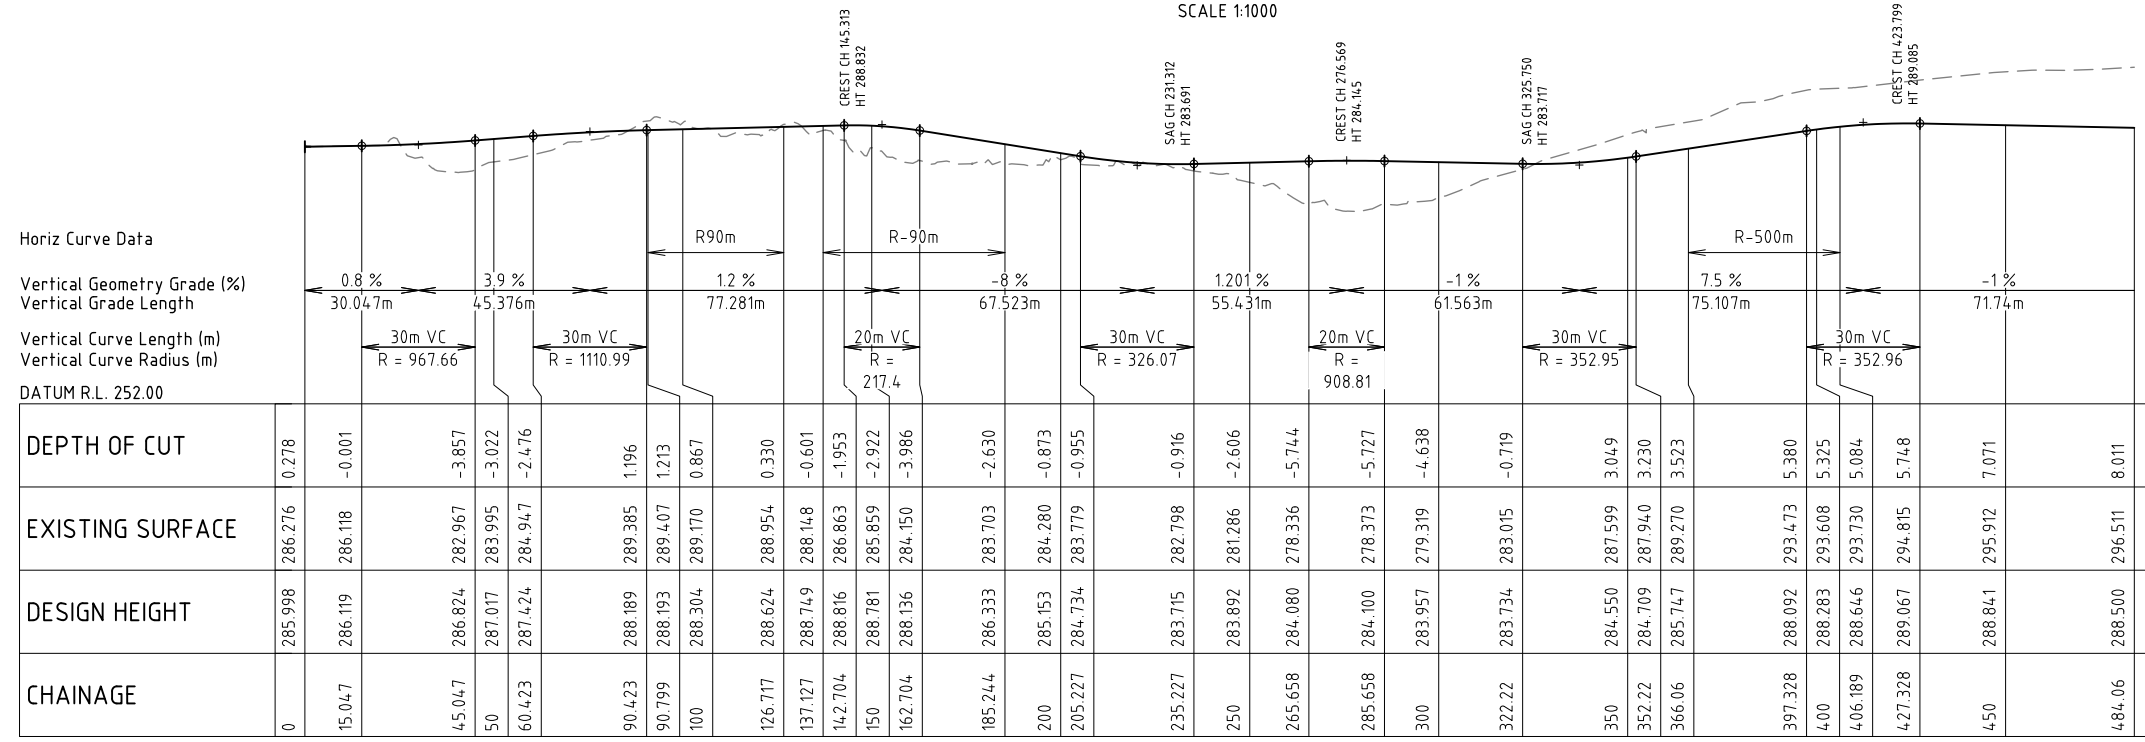 SCALE 1:1000
CREST CH 145.313
HT 288.832
SAG CH 231.312
HT 283.691
CREST CH 276.569
HT 284.145
SAG CH 325.750
HT 283.717
CREST CH 423.799
HT 289.085
Horiz Curve Data
R90m
R-90m
R-500m
Vertical Geometry Grade (%)
0.8 % 3.9 % 1.2 % -8 % 1.201 % -1 % 7.5 % -1 %
Vertical Grade Length
30.047m 45.376m 77.281m 67.523m 55.431m 61.563m 75.107m 71.74m
Vertical Curve Length (m)
30m VC 30m VC 20m VC 30m VC 20m VC 30m VC 30m VC
Vertical Curve Radius (m)
R = 967.66 R = 1110.99 R = 217.4 R = 326.07 R = 908.81 R = 352.95 R = 352.96
DATUM R.L. 252.00
DEPTH OF CUT
0.278 -0.001 -3.857 -3.022 -2.476 1.196 1.213 0.867 0.330 -0.601 -1.953 -2.922 -3.986 -2.630 -0.873 -0.955 -0.916 -2.606 -5.744 -5.727 -4.638 -0.719 3.049 3.230 3.523 5.380 5.325 5.084 5.748 7.071 8.011
EXISTING SURFACE
286.276 286.118 282.967 283.995 284.947 289.385 289.407 289.170 288.954 288.148 286.863 285.859 284.150 283.703 284.280 283.779 282.798 281.286 278.336 278.373 279.319 283.015 287.599 287.940 289.270 293.473 293.608 293.730 294.815 295.912 296.511
DESIGN HEIGHT
285.998 286.119 286.824 287.017 287.424 288.189 288.193 288.304 288.624 288.749 288.816 288.781 288.136 286.333 285.153 284.734 283.715 283.892 284.080 284.100 283.957 283.734 284.550 284.709 285.747 288.092 288.283 288.646 289.067 288.841 288.500
CHAINAGE
0 15.047 45.047 50 60.423 90.423 90.799 100 126.717 137.127 142.704 150 162.704 185.244 200 205.227 235.227 250 265.658 285.658 300 322.22 350 352.22 366.06 397.328 400 406.189 427.328 450 484.06